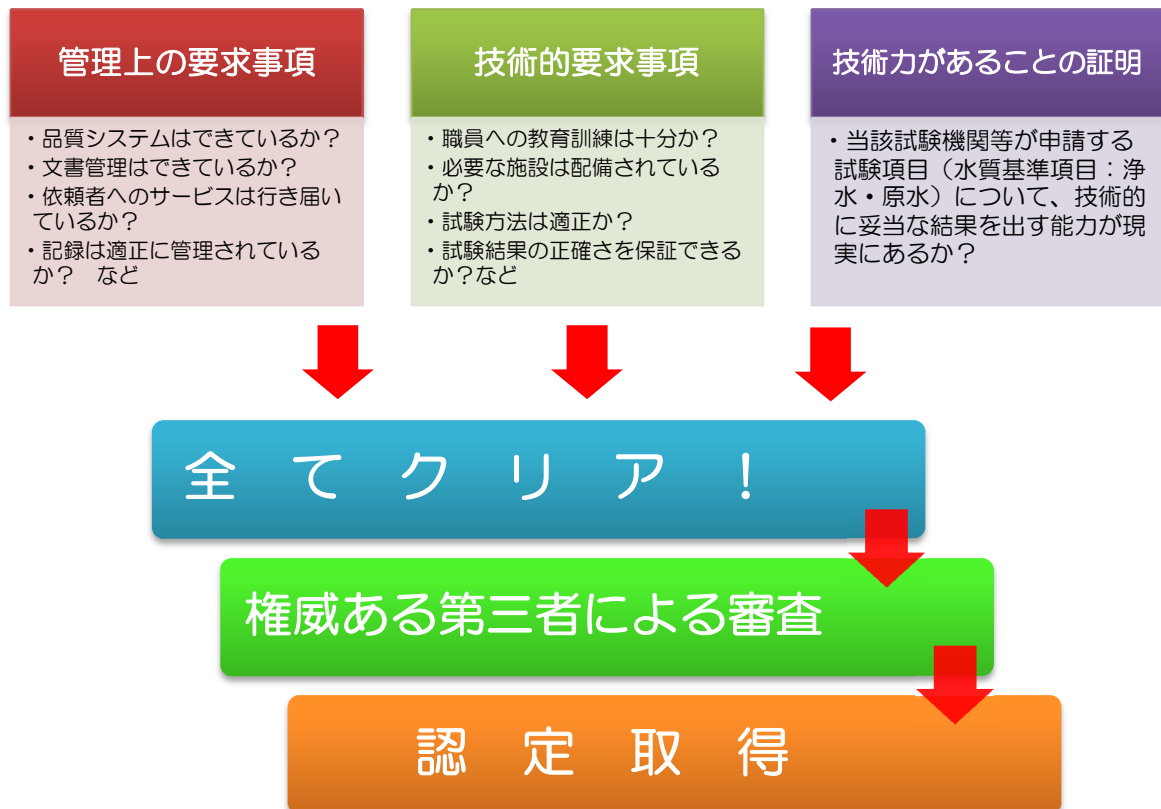 管理上の要求事項
・品質システムはできているか？
・文書管理はできているか？
・依頼者へのサービスは行き届い
ているか？
・記録は適正に管理されている
か？　など
技術的要求事項
・職員への教育訓練は十分か？
・必要な施設は配備されている
か？
・試験方法は適正か？
・試験結果の正確さを保証できる
か？など
技術力があることの証明
・当該試験機関等が申請する
試験項目（水質基準項目：浄
水・原水）について、技術的
に妥当な結果を出す能力が現
実にあるか？
全てクリア！
権威ある第三者による審査
認定取得